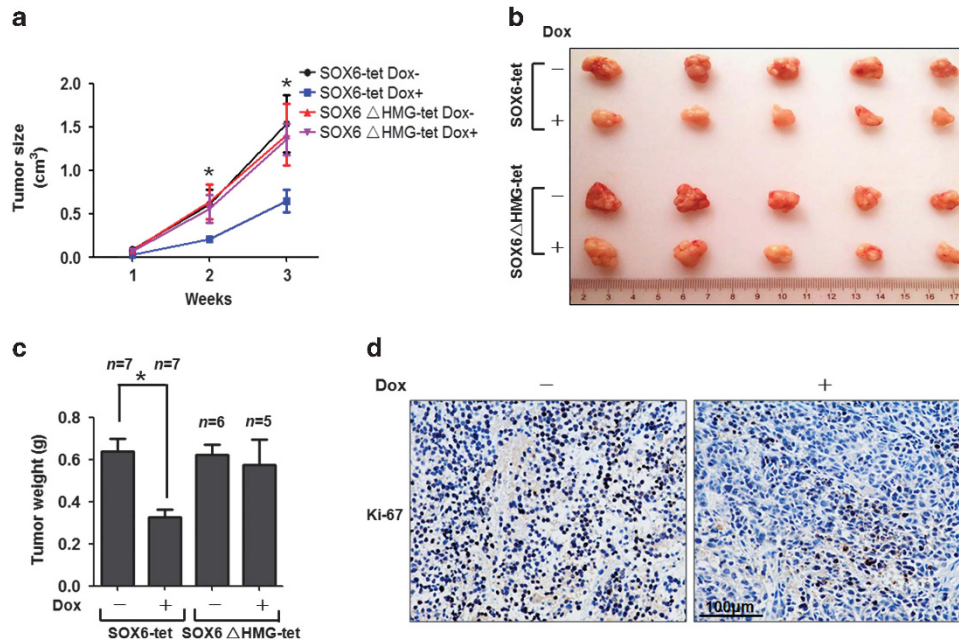 a
2.0
1.5
1.0
0.5
0.0
Tumor size
(cm³)
*
*
1 2 3
Weeks
SOX6-tet Dox-
SOX6-tet Dox+
SOX6 △HMG-tet Dox-
SOX6 △HMG-tet Dox+
b
Dox
SOX6-tet
−
+
SOX6△HMG-tet
−
+
2 3 4 5 6 7 8 9 10 11 12 13 14 15 16 17
c
n=7 n=7
*
n=6 n=5
0.8
0.6
0.4
0.2
0.0
Tumor weight (g)
Dox − + − +
SOX6-tet SOX6 △HMG-tet
d
Dox − +
Ki-67
100µm